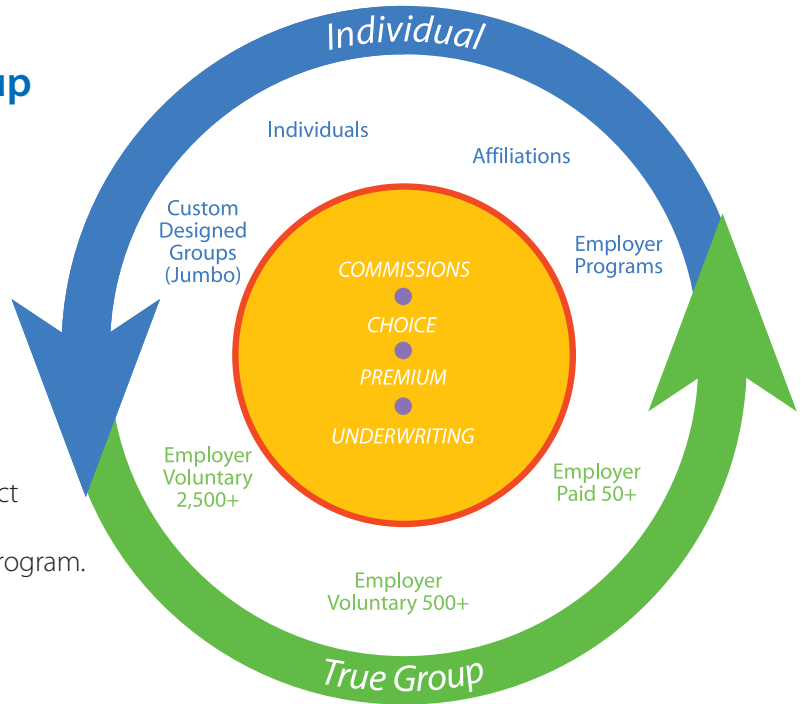 Individual
Individuals
Affiliations
Custom
Designed
Groups
(Jumbo)
Employer
Programs
COMMISSIONS
CHOICE
PREMIUM
UNDERWRITING
Employer
Voluntary
2,500+
Employer
Paid 50+
Employer
Voluntary 500+
True Group